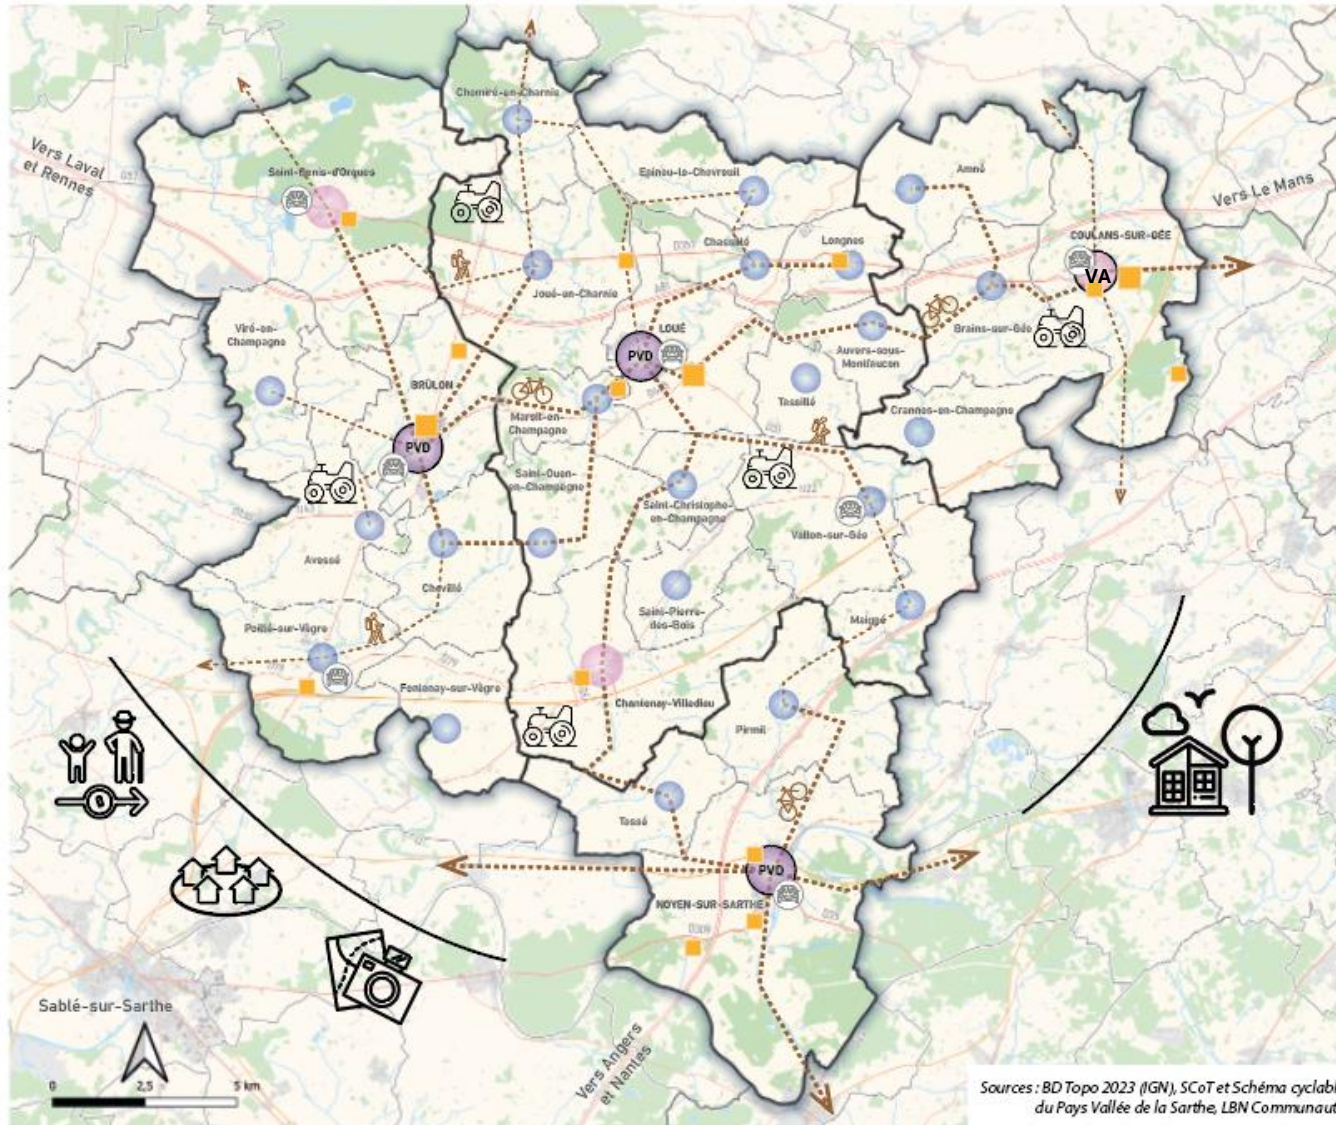 Chemiré-en-Charnie
Vers Laval
et Rennes
Saint-Denis-d'Orques
Epineu-le-Chevreuil
Amné
Vers Le Mans
COULANS-SUR-GÉE
VA
Chassillé
Longnes
Joué-en-Charnie
Brains-sur-Gée
Viré-en-
Champagne
LOUÉ
PVD
Auvers-sous-
Montfaucon
BRÛLON
PVD
Mareil-en-
Champagne
Tassillé
Crannes-en-Champagne
Saint-Ouen-
en-Champagne
Saint-Christophe-
en-Champagne
Vallon-sur-Gée
Avessé
Chevillé
Saint-Pierre-
des-Bois
Maigné
Poillé-sur-Vègre
Fontenay-sur-Vègre
Chantenay-Villedieu
Pirmil
Tassé
PVD
NOYEN-SUR-SARTHE
Sablé-sur-Sarthe
Vers Angers
et Nantes
0 2,5 5 km
Sources : BD Topo 2023 (IGN), SCoT et Schéma cyclabl
du Pays Vallée de la Sarthe, LBN Communaut